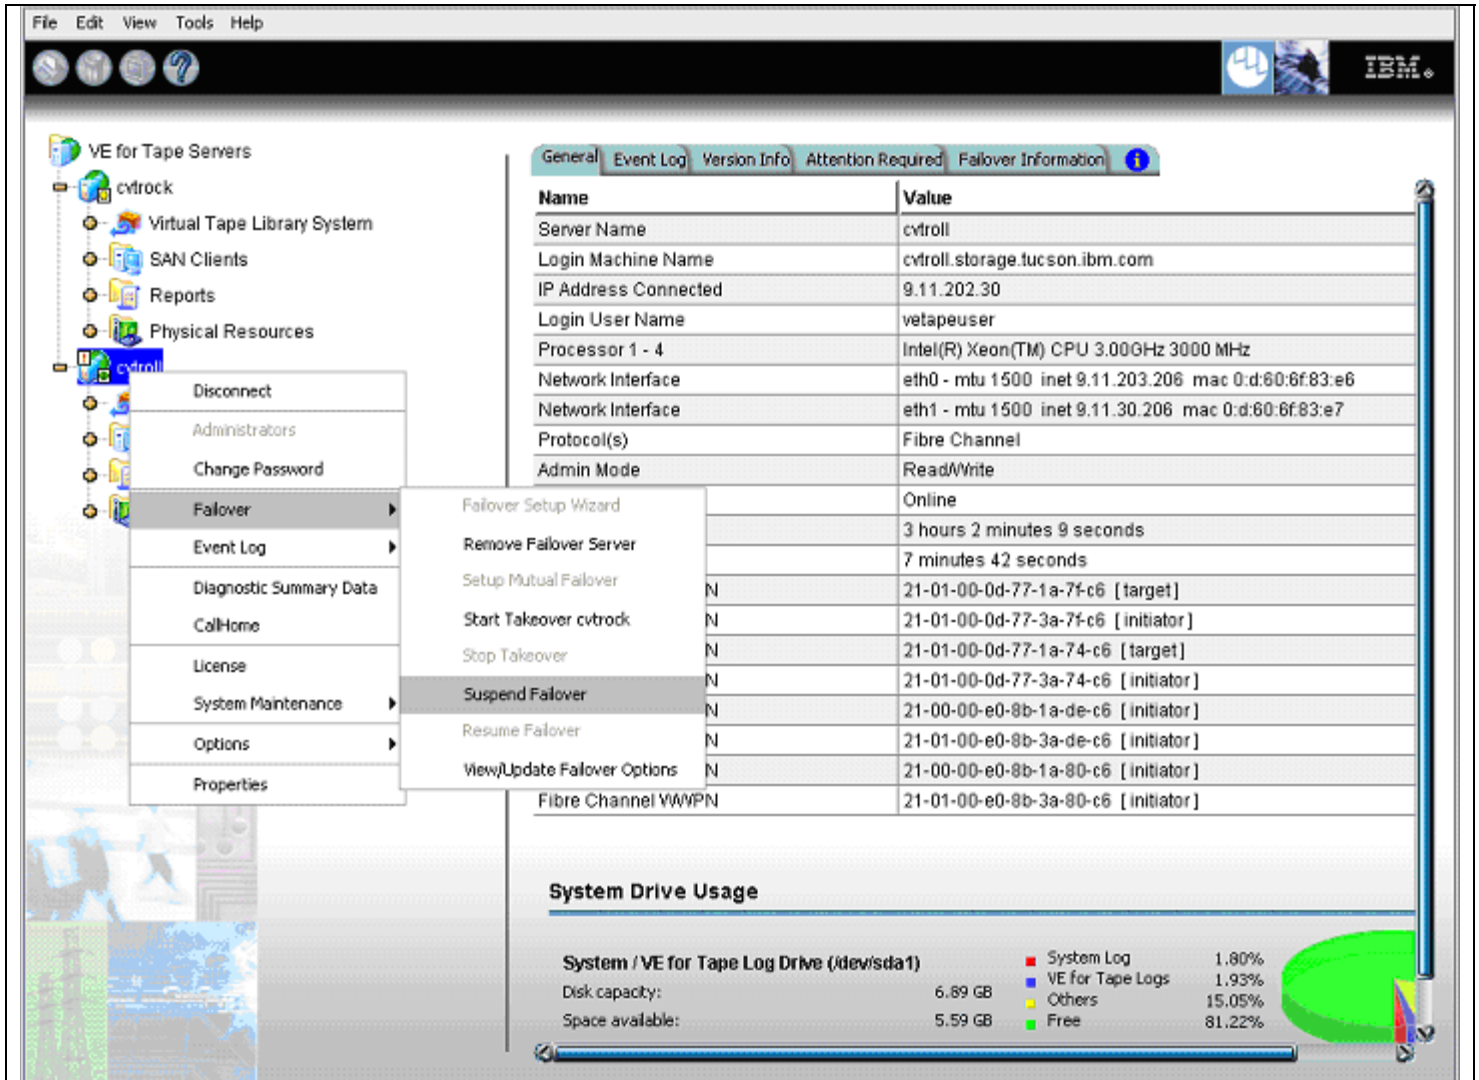 File Edit View Tools Help
IBM®
VE for Tape Servers
cvtrock
Virtual Tape Library System
SAN Clients
Reports
Physical Resources
cvtroll
Disconnect
Administrators
Change Password
Failover
Event Log
Diagnostic Summary Data
CallHome
License
System Maintenance
Options
Properties
Failover Setup Wizard
Remove Failover Server
Setup Mutual Failover
Start Takeover cvtrock
Stop Takeover
Suspend Failover
Resume Failover
View/Update Failover Options
General Event Log Version Info Attention Required Failover Information
Name Value
Server Name cvtroll
Login Machine Name cvtroll.storage.tucson.ibm.com
IP Address Connected 9.11.202.30
Login User Name vetapeuser
Processor 1 - 4 Intel(R) Xeon(TM) CPU 3.00GHz 3000 MHz
Network Interface eth0 - mtu 1500 inet 9.11.203.206 mac 0:d:60:6f:83:e6
Network Interface eth1 - mtu 1500 inet 9.11.30.206 mac 0:d:60:6f:83:e7
Protocol(s) Fibre Channel
Admin Mode Read/Write
Online
3 hours 2 minutes 9 seconds
7 minutes 42 seconds
N 21-01-00-0d-77-1a-7f-c6 [target]
N 21-01-00-0d-77-3a-7f-c6 [initiator]
N 21-01-00-0d-77-1a-74-c6 [target]
N 21-01-00-0d-77-3a-74-c6 [initiator]
N 21-00-00-e0-8b-1a-de-c6 [initiator]
N 21-01-00-e0-8b-3a-de-c6 [initiator]
N 21-00-00-e0-8b-1a-80-c6 [initiator]
Fibre Channel WWPN 21-01-00-e0-8b-3a-80-c6 [initiator]
System Drive Usage
System / VE for Tape Log Drive (/dev/sda1)
Disk capacity: 6.89 GB
Space available: 5.59 GB
System Log 1.80%
VE for Tape Logs 1.93%
Others 15.05%
Free 81.22%